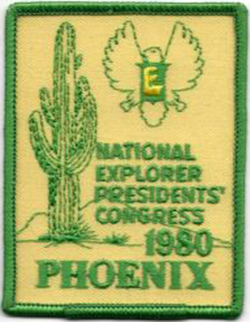 E
NATIONAL
EXPLORER
PRESIDENTS'
CONGRESS
1980
PHOENIX